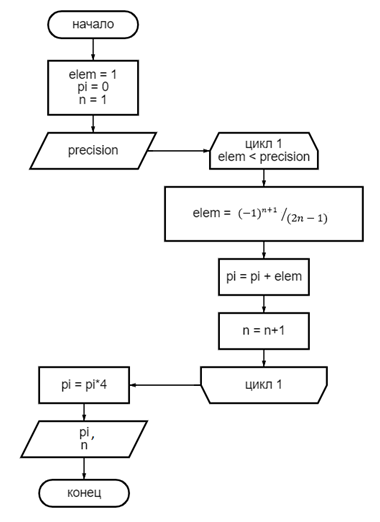 начало
elem = 1
pi = 0
n = 1
precision
цикл 1
elem < precision
elem = (-1)ⁿ⁺¹ /(2n − 1)
pi = pi + elem
n = n+1
цикл 1
pi = pi*4
pi,
n
конец